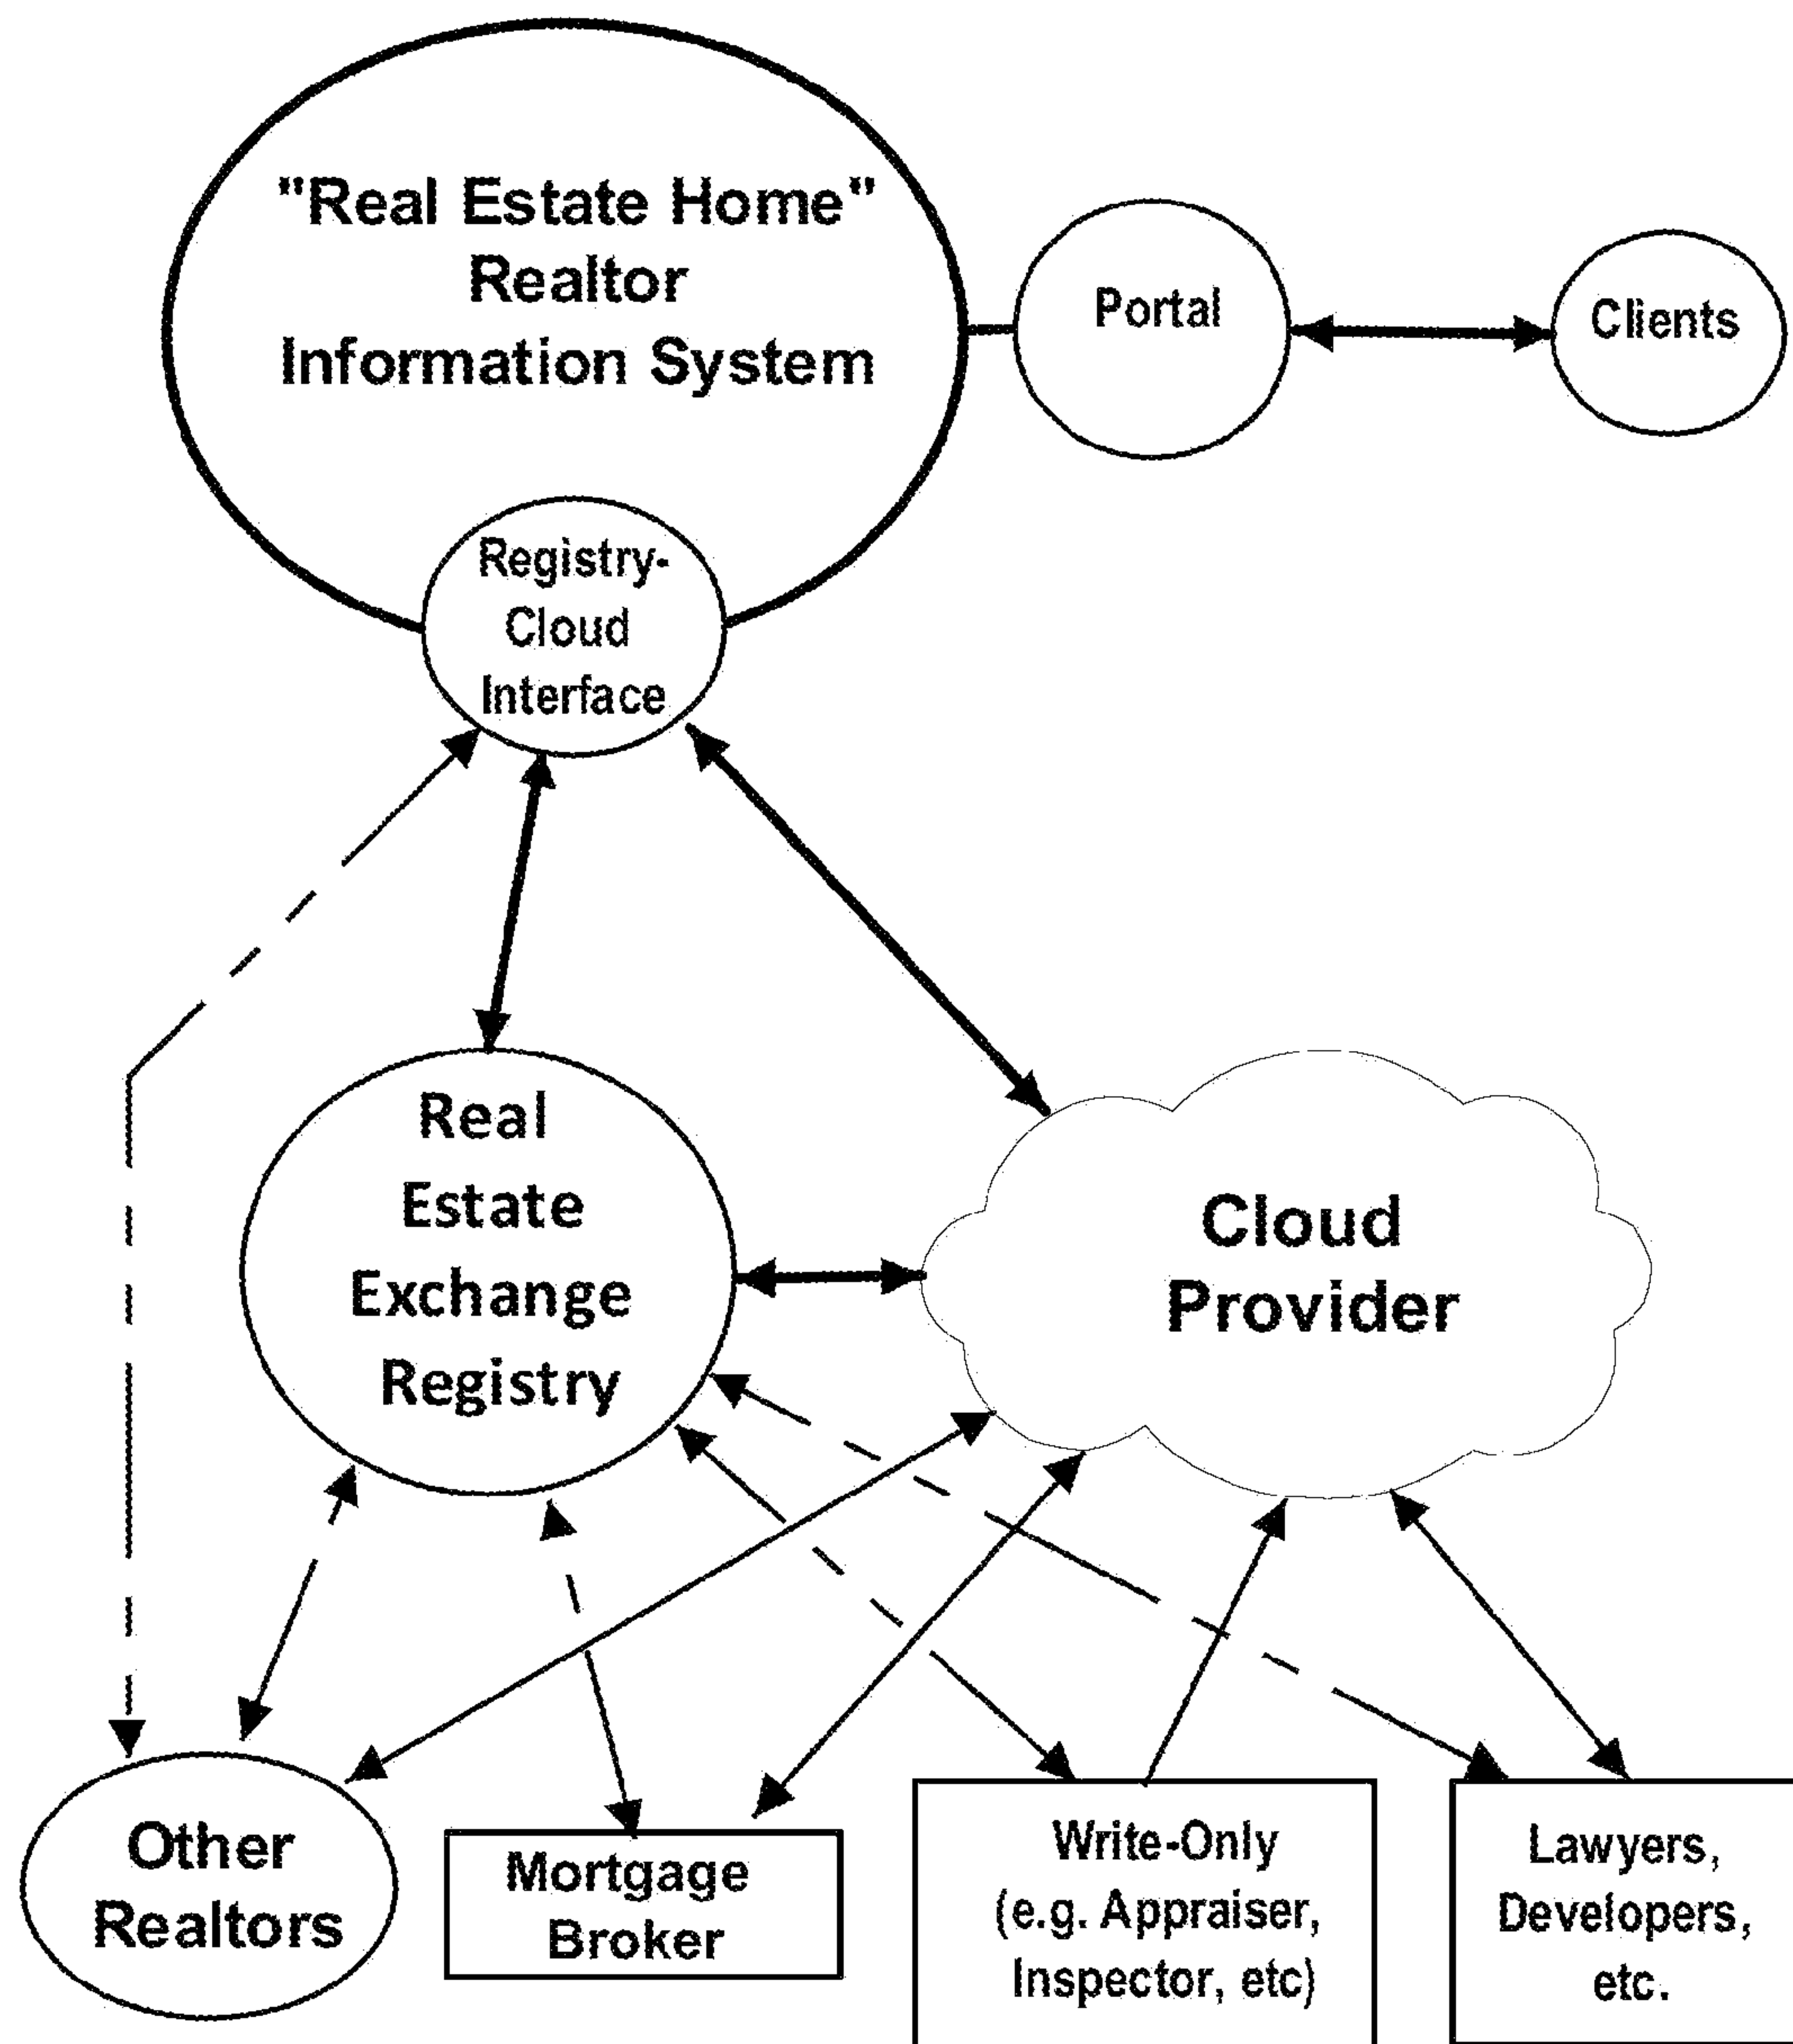 "Real Estate Home"
Realtor
Information System
Portal
Clients
Registry-
Cloud
Interface
Real
Estate
Exchange
Registry
Cloud
Provider
Other
Realtors
Mortgage
Broker
Write-Only
(e.g. Appraiser,
Inspector, etc)
Lawyers,
Developers,
etc.